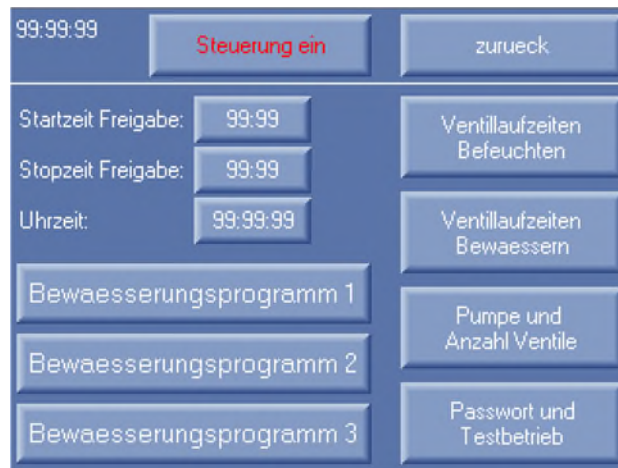 99:99:99
Steuerung ein
zurueck
Startzeit Freigabe: 99:99
Stopzeit Freigabe: 99:99
Uhrzeit: 99:99:99
Bewaesserungsprogramm 1
Bewaesserungsprogramm 2
Bewaesserungsprogramm 3
Ventillaufzeiten
Befeuchten
Ventillaufzeiten
Bewaessern
Pumpe und
Anzahl Ventile
Passwort und
Testbetrieb